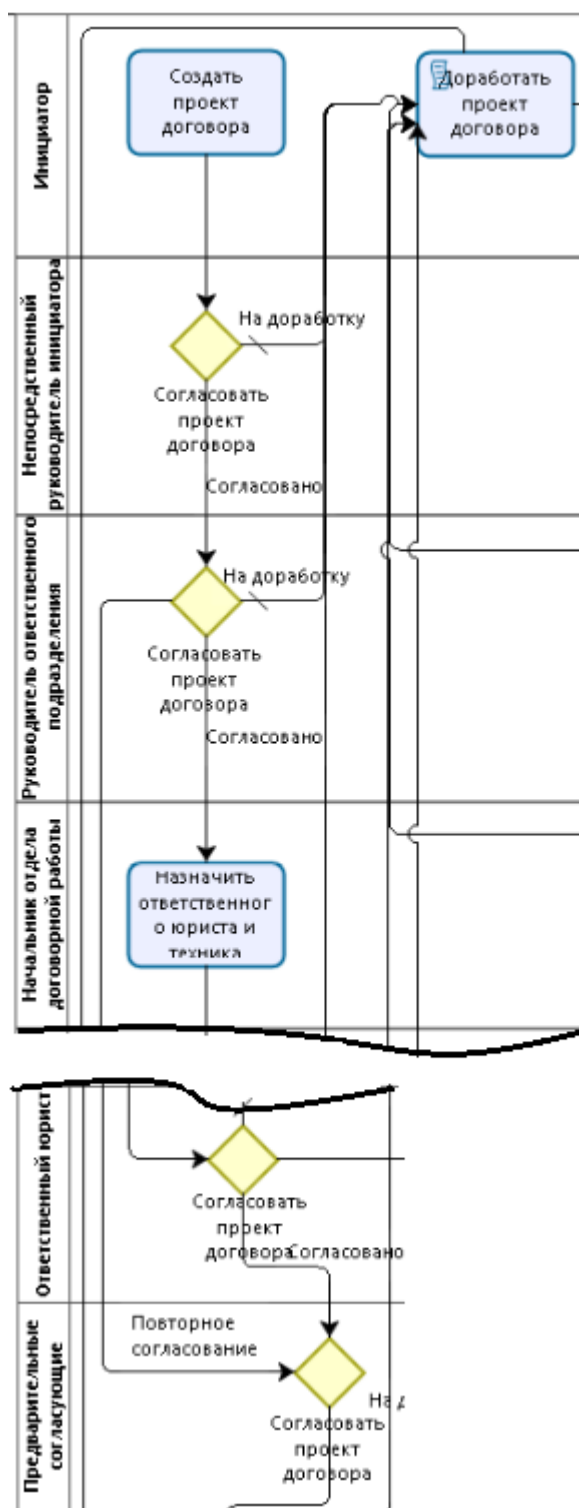 Инициатор
Создать
проект
договора
Доработать
проект
договора
Непосредственный
руководитель инициатора
На доработку
Согласовать
проект
договора
Согласовано
Руководитель ответственного
подразделения
На доработку
Согласовать
проект
договора
Согласовано
Начальник отдела
договорной работы
Назначить
ответственног
о юриста и
техника
Ответственный юрист
Согласовать
проект
договора
Согласовано
Предварительные
согласующие
Повторное
согласование
На д
Согласовать
проект
договора